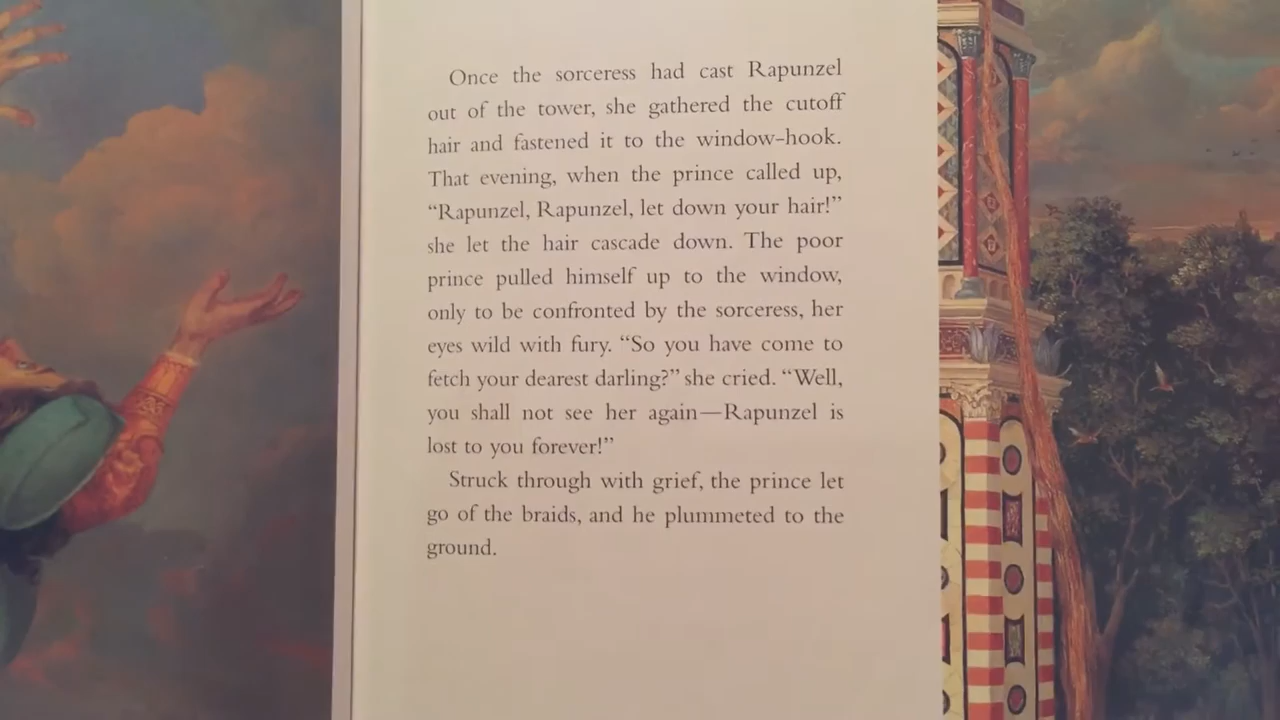 Once the sorceress had cast Rapunzel
out of the tower, she gathered the cutoff
hair and fastened it to the window-hook.
That evening, when the prince called up,
“Rapunzel, Rapunzel, let down your hair!”
she let the hair cascade down. The poor
prince pulled himself up to the window,
only to be confronted by the sorceress, her
eyes wild with fury. “So you have come to
fetch your dearest darling?” she cried. “Well,
you shall not see her again—Rapunzel is
lost to you forever!”
Struck through with grief, the prince let
go of the braids, and he plummeted to the
ground.